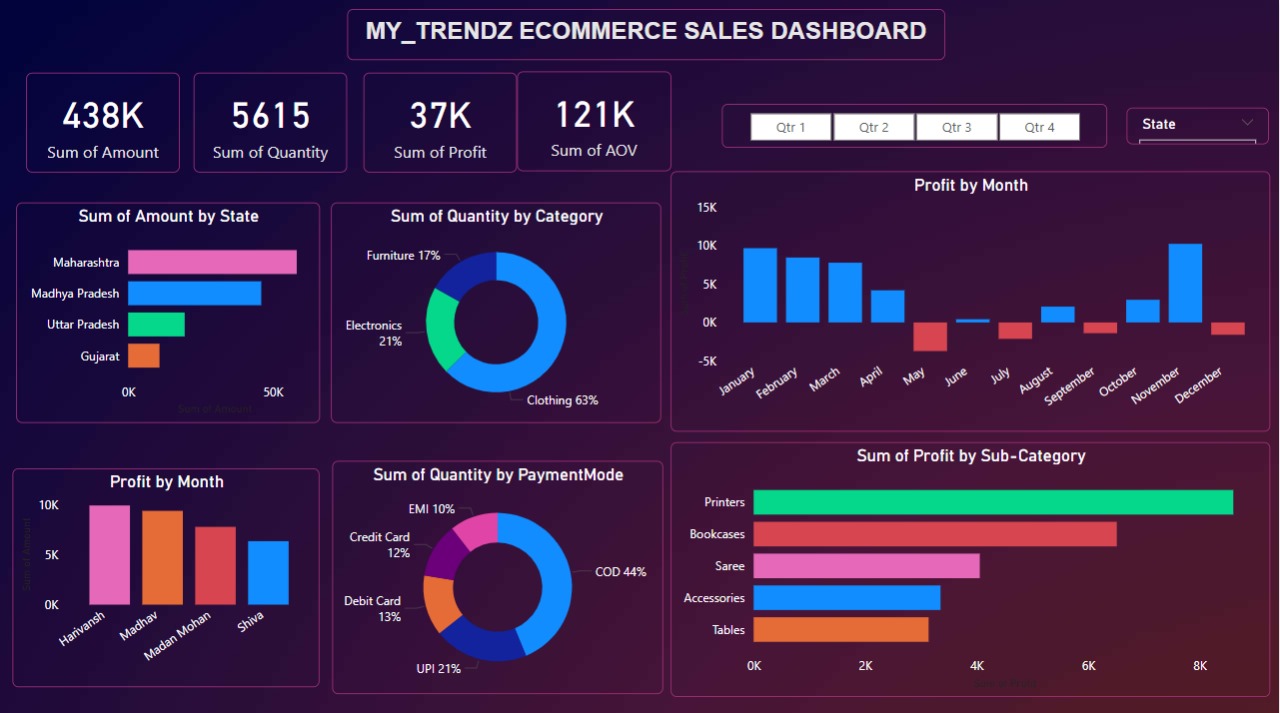 MY_TRENDZ ECOMMERCE SALES DASHBOARD
438K
Sum of Amount
5615
Sum of Quantity
37K
Sum of Profit
121K
Sum of AOV
Qtr 1
Qtr 2
Qtr 3
Qtr 4
State
Sum of Amount by State
Maharashtra
Madhya Pradesh
Uttar Pradesh
Gujarat
0K
50K
Sum of Amount
Sum of Quantity by Category
Furniture 17%
Electronics
21%
Clothing 63%
Profit by Month
15K
10K
5K
0K
-5K
January
February
March
April
May
June
July
August
September
October
November
December
Profit by Month
Sum of Amount
10K
5K
0K
Harivansh
Madhav
Madan Mohan
Shiva
Sum of Quantity by PaymentMode
EMI 10%
Credit Card
12%
Debit Card
13%
UPI 21%
COD 44%
Sum of Profit by Sub-Category
Printers
Bookcases
Saree
Accessories
Tables
0K
2K
4K
6K
8K
Sum of Profit